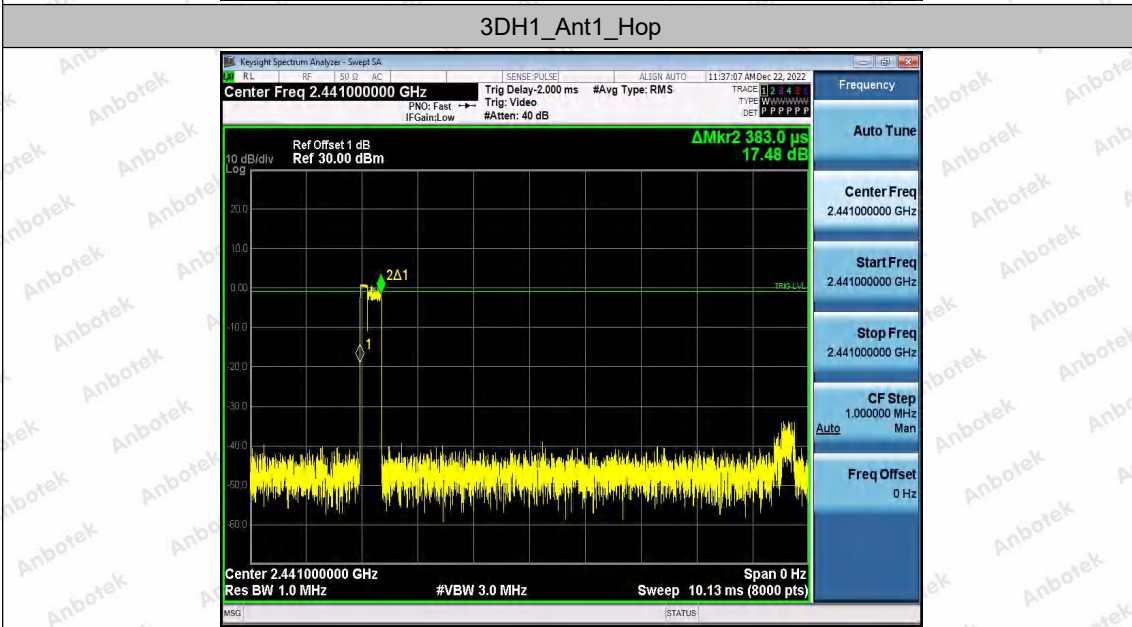 3DH1_Ant1_Hop
Keysight Spectrum Analyzer - Swept SA
RL RF 50 Ω AC SENSE:PULSE ALIGN AUTO 11:37:07 AM Dec 22, 2022
Center Freq 2.441000000 GHz
PNO: Fast
IFGain:Low
Trig Delay-2.000 ms
Trig: Video
#Atten: 40 dB
#Avg Type: RMS
TRACE 1 2 3 4 5 6
TYPE WWWWWW
DET P P P P P P
Frequency
Auto Tune
Center Freq
2.441000000 GHz
Start Freq
2.441000000 GHz
Stop Freq
2.441000000 GHz
CF Step
1.000000 MHz
Auto Man
Freq Offset
0 Hz
ΔMkr2 383.0 µs
17.48 dB
Ref Offset 1 dB
10 dB/div Ref 30.00 dBm
Log
20.0
10.0
0.00
-10.0
-20.0
-30.0
-40.0
-50.0
-60.0
2Δ1
1
TRIG LVL
Center 2.441000000 GHz Span 0 Hz
Res BW 1.0 MHz #VBW 3.0 MHz Sweep 10.13 ms (8000 pts)
MSG STATUS
Anbotek